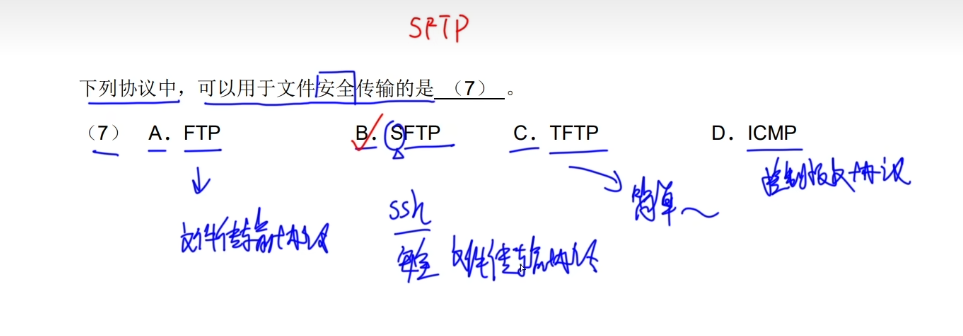 SFTP
下列协议中，可以用于文件安全传输的是 （7） 。
（7） A．FTP B．SFTP C．TFTP D．ICMP
文件传输协议 ssh 安全 文件传输协议 简单～ 控制报文协议